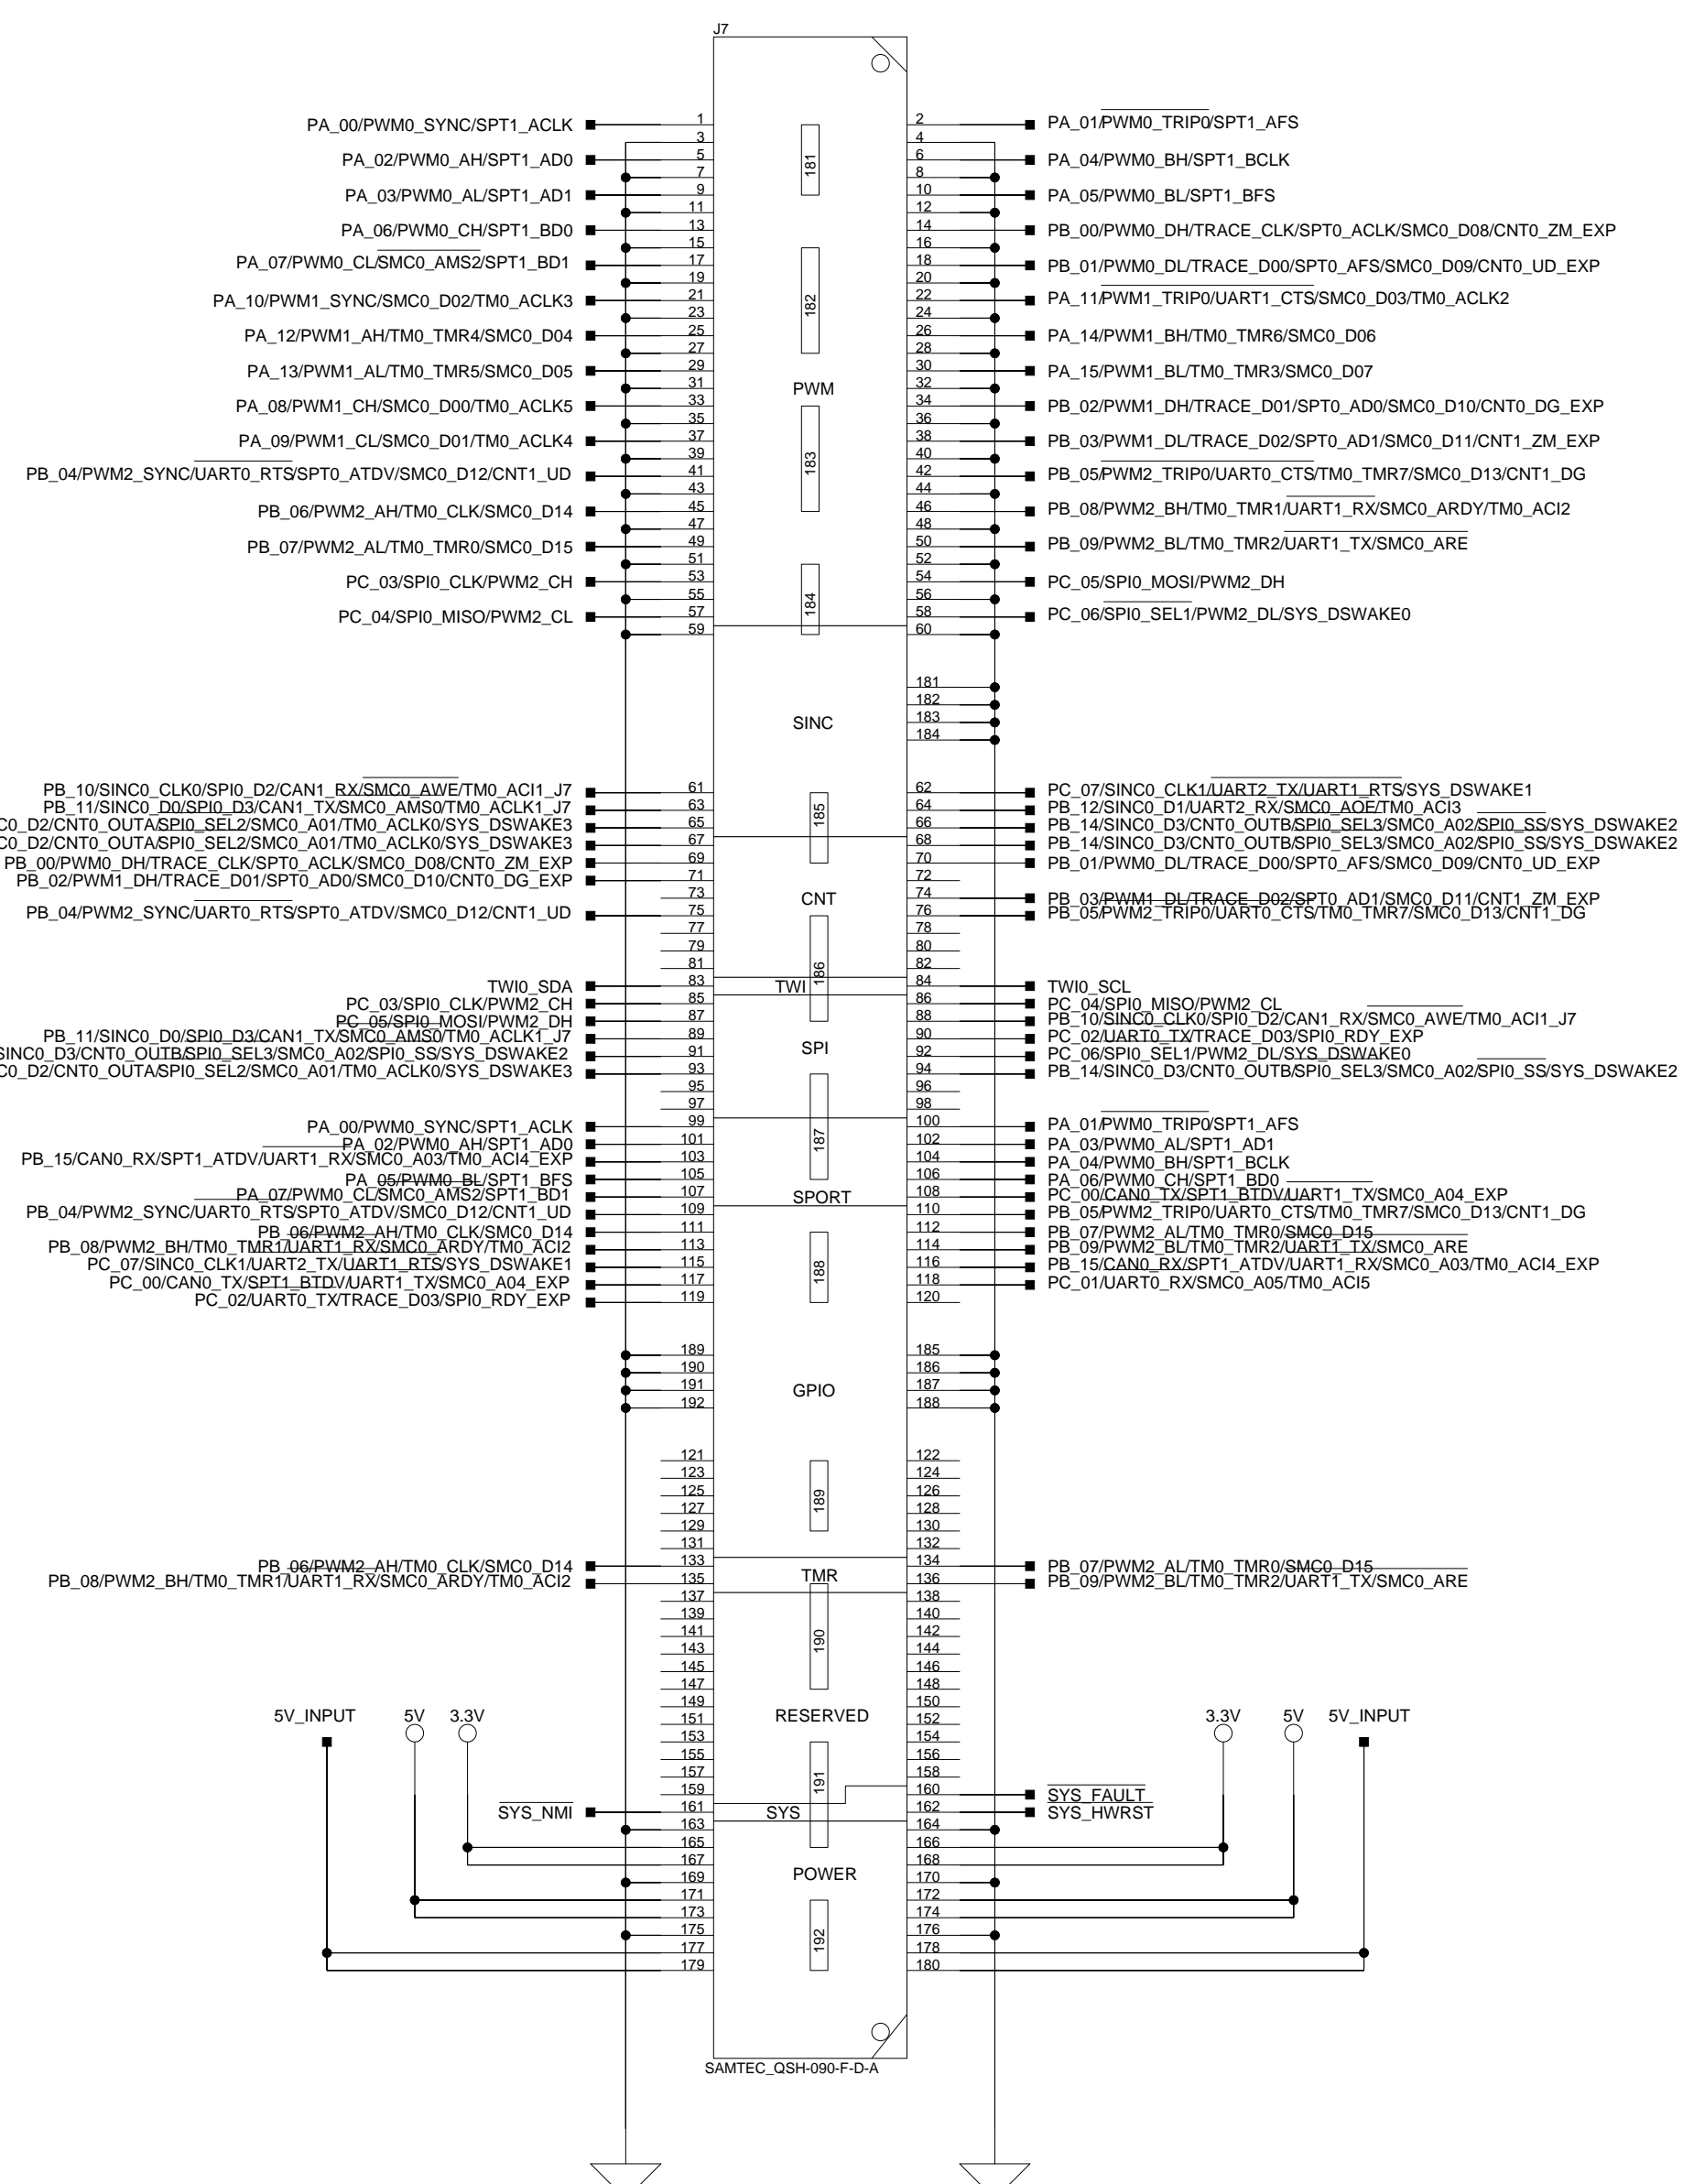 J7
PA_00/PWM0_SYNC/SPT1_ACLK 1 2 PA_01/PWM0_TRIP0/SPT1_AFS
3 4
PA_02/PWM0_AH/SPT1_AD0 5 6 PA_04/PWM0_BH/SPT1_BCLK
7 8
PA_03/PWM0_AL/SPT1_AD1 9 10 PA_05/PWM0_BL/SPT1_BFS
181
11 12
PA_06/PWM0_CH/SPT1_BD0 13 14 PB_00/PWM0_DH/TRACE_CLK/SPT0_ACLK/SMC0_D08/CNT0_ZM_EXP
15 16
PA_07/PWM0_CL/SMC0_AMS2/SPT1_BD1 17 18 PB_01/PWM0_DL/TRACE_D00/SPT0_AFS/SMC0_D09/CNT0_UD_EXP
19 20
PA_10/PWM1_SYNC/SMC0_D02/TM0_ACLK3 21 22 PA_11/PWM1_TRIP0/UART1_CTS/SMC0_D03/TM0_ACLK2
182
23 24
PA_12/PWM1_AH/TM0_TMR4/SMC0_D04 25 26 PA_14/PWM1_BH/TM0_TMR6/SMC0_D06
27 28
PA_13/PWM1_AL/TM0_TMR5/SMC0_D05 29 30 PA_15/PWM1_BL/TM0_TMR3/SMC0_D07
31 PWM 32
PA_08/PWM1_CH/SMC0_D00/TM0_ACLK5 33 34 PB_02/PWM1_DH/TRACE_D01/SPT0_AD0/SMC0_D10/CNT0_DG_EXP
35 36
PA_09/PWM1_CL/SMC0_D01/TM0_ACLK4 37 38 PB_03/PWM1_DL/TRACE_D02/SPT0_AD1/SMC0_D11/CNT1_ZM_EXP
39 183 40
PB_04/PWM2_SYNC/UART0_RTS/SPT0_ATDV/SMC0_D12/CNT1_UD 41 42 PB_05/PWM2_TRIP0/UART0_CTS/TM0_TMR7/SMC0_D13/CNT1_DG
43 44
PB_06/PWM2_AH/TM0_CLK/SMC0_D14 45 46 PB_08/PWM2_BH/TM0_TMR1/UART1_RX/SMC0_ARDY/TM0_ACI2
47 48
PB_07/PWM2_AL/TM0_TMR0/SMC0_D15 49 50 PB_09/PWM2_BL/TM0_TMR2/UART1_TX/SMC0_ARE
51 52
PC_03/SPI0_CLK/PWM2_CH 53 54 PC_05/SPI0_MOSI/PWM2_DH
55 184 56
PC_04/SPI0_MISO/PWM2_CL 57 58 PC_06/SPI0_SEL1/PWM2_DL/SYS_DSWAKE0
59 60
181
182
SINC 183
184
PB_10/SINC0_CLK0/SPI0_D2/CAN1_RX/SMC0_AWE/TM0_ACI1_J7 61 62 PC_07/SINC0_CLK1/UART2_TX/UART1_RTS/SYS_DSWAKE1
PB_11/SINC0_D0/SPI0_D3/CAN1_TX/SMC0_AMS0/TM0_ACLK1_J7 63 185 64 PB_12/SINC0_D1/UART2_RX/SMC0_AOE/TM0_ACI3
C0_D2/CNT0_OUTA/SPI0_SEL2/SMC0_A01/TM0_ACLK0/SYS_DSWAKE3 65 66 PB_14/SINC0_D3/CNT0_OUTB/SPI0_SEL3/SMC0_A02/SPI0_SS/SYS_DSWAKE2
C0_D2/CNT0_OUTA/SPI0_SEL2/SMC0_A01/TM0_ACLK0/SYS_DSWAKE3 67 68 PB_14/SINC0_D3/CNT0_OUTB/SPI0_SEL3/SMC0_A02/SPI0_SS/SYS_DSWAKE2
PB_00/PWM0_DH/TRACE_CLK/SPT0_ACLK/SMC0_D08/CNT0_ZM_EXP 69 70 PB_01/PWM0_DL/TRACE_D00/SPT0_AFS/SMC0_D09/CNT0_UD_EXP
PB_02/PWM1_DH/TRACE_D01/SPT0_AD0/SMC0_D10/CNT0_DG_EXP 71 72
73 CNT 74 PB_03/PWM1_DL/TRACE_D02/SPT0_AD1/SMC0_D11/CNT1_ZM_EXP
PB_04/PWM2_SYNC/UART0_RTS/SPT0_ATDV/SMC0_D12/CNT1_UD 75 76 PB_05/PWM2_TRIP0/UART0_CTS/TM0_TMR7/SMC0_D13/CNT1_DG
77 78
79 80
81 186 82
TWI0_SDA 83 TWI 84 TWI0_SCL
PC_03/SPI0_CLK/PWM2_CH 85 86 PC_04/SPI0_MISO/PWM2_CL
PC_05/SPI0_MOSI/PWM2_DH 87 88 PB_10/SINC0_CLK0/SPI0_D2/CAN1_RX/SMC0_AWE/TM0_ACI1_J7
PB_11/SINC0_D0/SPI0_D3/CAN1_TX/SMC0_AMS0/TM0_ACLK1_J7 89 SPI 90 PC_02/UART0_TX/TRACE_D03/SPI0_RDY_EXP
SINC0_D3/CNT0_OUTB/SPI0_SEL3/SMC0_A02/SPI0_SS/SYS_DSWAKE2 91 92 PC_06/SPI0_SEL1/PWM2_DL/SYS_DSWAKE0
C0_D2/CNT0_OUTA/SPI0_SEL2/SMC0_A01/TM0_ACLK0/SYS_DSWAKE3 93 94 PB_14/SINC0_D3/CNT0_OUTB/SPI0_SEL3/SMC0_A02/SPI0_SS/SYS_DSWAKE2
95 96
97 98
PA_00/PWM0_SYNC/SPT1_ACLK 99 100 PA_01/PWM0_TRIP0/SPT1_AFS
PA_02/PWM0_AH/SPT1_AD0 101 187 102 PA_03/PWM0_AL/SPT1_AD1
PB_15/CAN0_RX/SPT1_ATDV/UART1_RX/SMC0_A03/TM0_ACI4_EXP 103 104 PA_04/PWM0_BH/SPT1_BCLK
PA_05/PWM0_BL/SPT1_BFS 105 106 PA_06/PWM0_CH/SPT1_BD0
PA_07/PWM0_CL/SMC0_AMS2/SPT1_BD1 107 SPORT 108 PC_00/CAN0_TX/SPT1_BTDV/UART1_TX/SMC0_A04_EXP
PB_04/PWM2_SYNC/UART0_RTS/SPT0_ATDV/SMC0_D12/CNT1_UD 109 110 PB_05/PWM2_TRIP0/UART0_CTS/TM0_TMR7/SMC0_D13/CNT1_DG
PB_06/PWM2_AH/TM0_CLK/SMC0_D14 111 112 PB_07/PWM2_AL/TM0_TMR0/SMC0_D15
PB_08/PWM2_BH/TM0_TMR1/UART1_RX/SMC0_ARDY/TM0_ACI2 113 114 PB_09/PWM2_BL/TM0_TMR2/UART1_TX/SMC0_ARE
PC_07/SINC0_CLK1/UART2_TX/UART1_RTS/SYS_DSWAKE1 115 188 116 PB_15/CAN0_RX/SPT1_ATDV/UART1_RX/SMC0_A03/TM0_ACI4_EXP
PC_00/CAN0_TX/SPT1_BTDV/UART1_TX/SMC0_A04_EXP 117 118 PC_01/UART0_RX/SMC0_A05/TM0_ACI5
PC_02/UART0_TX/TRACE_D03/SPI0_RDY_EXP 119 120
189 185
190 186
191 GPIO 187
192 188
121 122
123 124
125 126
127 189 128
129 130
131 132
PB_06/PWM2_AH/TM0_CLK/SMC0_D14 133 TMR 134 PB_07/PWM2_AL/TM0_TMR0/SMC0_D15
PB_08/PWM2_BH/TM0_TMR1/UART1_RX/SMC0_ARDY/TM0_ACI2 135 136 PB_09/PWM2_BL/TM0_TMR2/UART1_TX/SMC0_ARE
137 138
139 140
141 190 142
143 144
145 146
147 148
149 150
5V_INPUT 5V 3.3V 151 RESERVED 152 3.3V 5V 5V_INPUT
153 154
155 156
157 191 158
159 160 SYS_FAULT
SYS_NMI 161 SYS 162 SYS_HWRST
163 164
165 166
167 POWER 168
169 170
171 172
173 174
175 192 176
177 178
179 180
SAMTEC_QSH-090-F-D-A